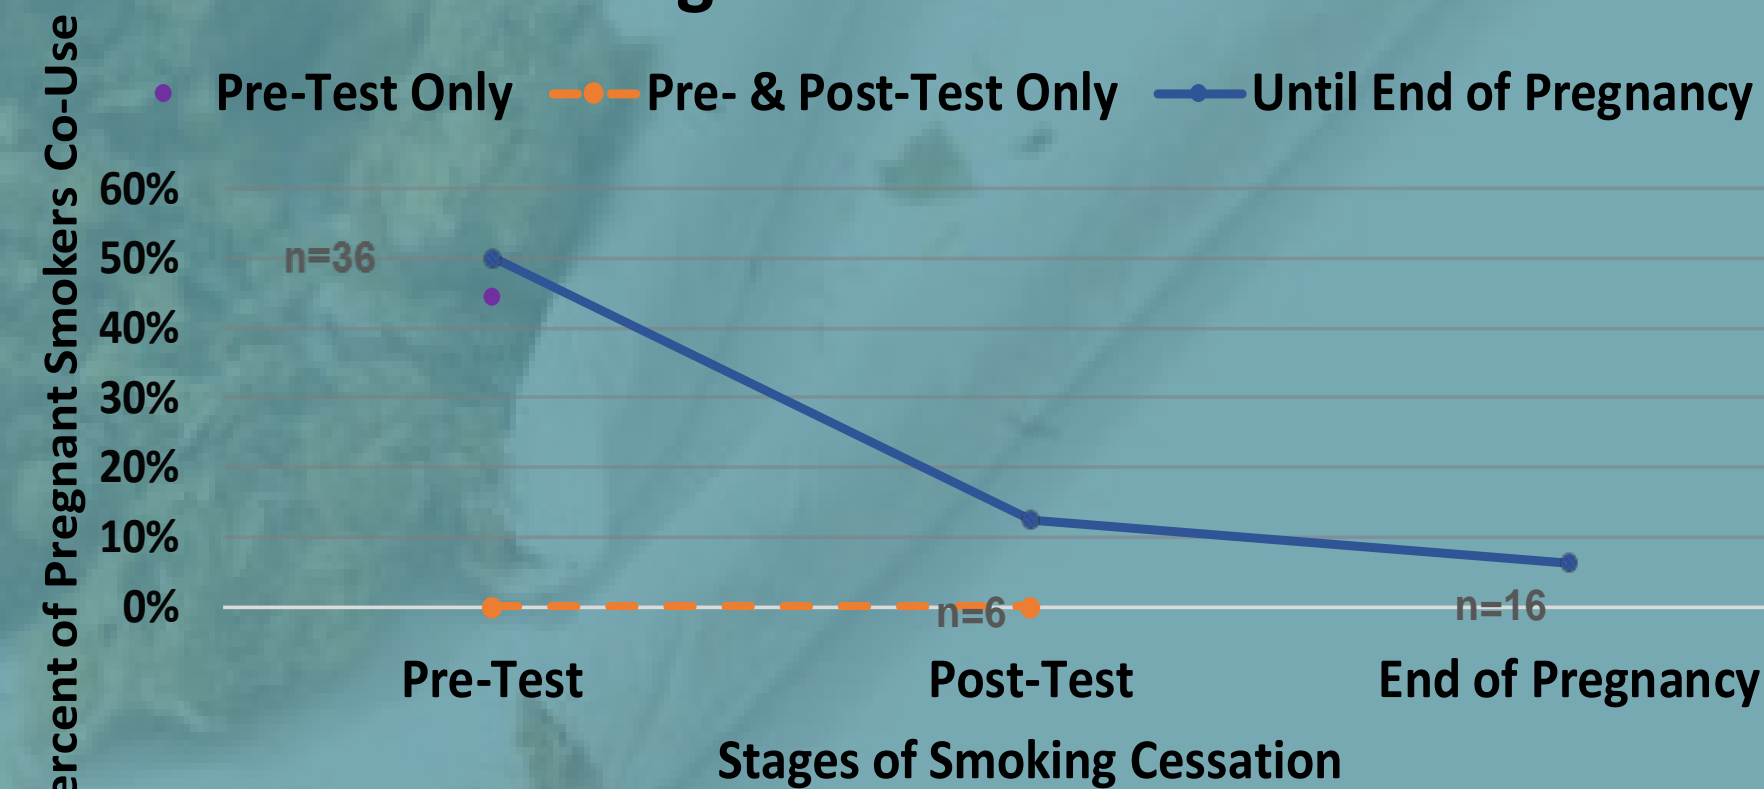 Percent of Pregnant Smokers Co-Use
Pre-Test Only Pre- & Post-Test Only Until End of Pregnancy
60%
50%
n=36
40%
30%
20%
10%
0%
n=6
n=16
Pre-Test Post-Test End of Pregnancy
Stages of Smoking Cessation